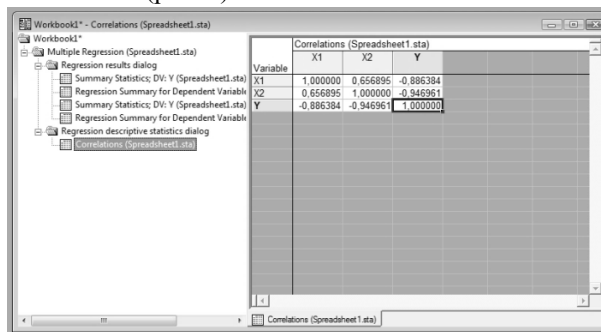 Workbook1* - Correlations (Spreadsheet1.sta)
Workbook1*
Multiple Regression (Spreadsheet1.sta)
Regression results dialog
Summary Statistics; DV: Y (Spreadsheet1.sta)
Regression Summary for Dependent Variable
Summary Statistics; DV: Y (Spreadsheet1.sta)
Regression Summary for Dependent Variable
Regression descriptive statistics dialog
Correlations (Spreadsheet1.sta)
Correlations (Spreadsheet1.sta)
Variable X1 X2 Y
X1 1,000000 0,656895 -0,886384
X2 0,656895 1,000000 -0,946961
Y -0,886384 -0,946961 1,000000
Correlations (Spreadsheet1.sta)